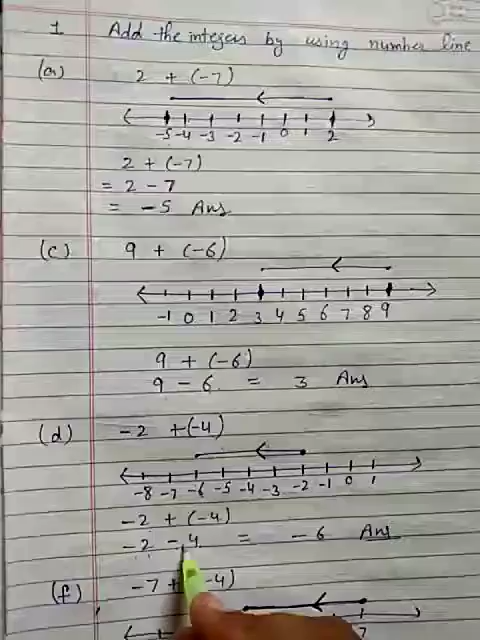 1 Add the integers by using number line
(a) 2 + (-7)
-5 -4 -3 -2 -1 0 1 2
2 + (-7)
= 2 - 7
= -5 Ans
(c) 9 + (-6)
-1 0 1 2 3 4 5 6 7 8 9
9 + (-6)
9 - 6 = 3 Ans
(d) -2 + (-4)
-8 -7 -6 -5 -4 -3 -2 -1 0 1
-2 + (-4)
-2 - 4 = -6 Ans
(f) -7 + -4)
7